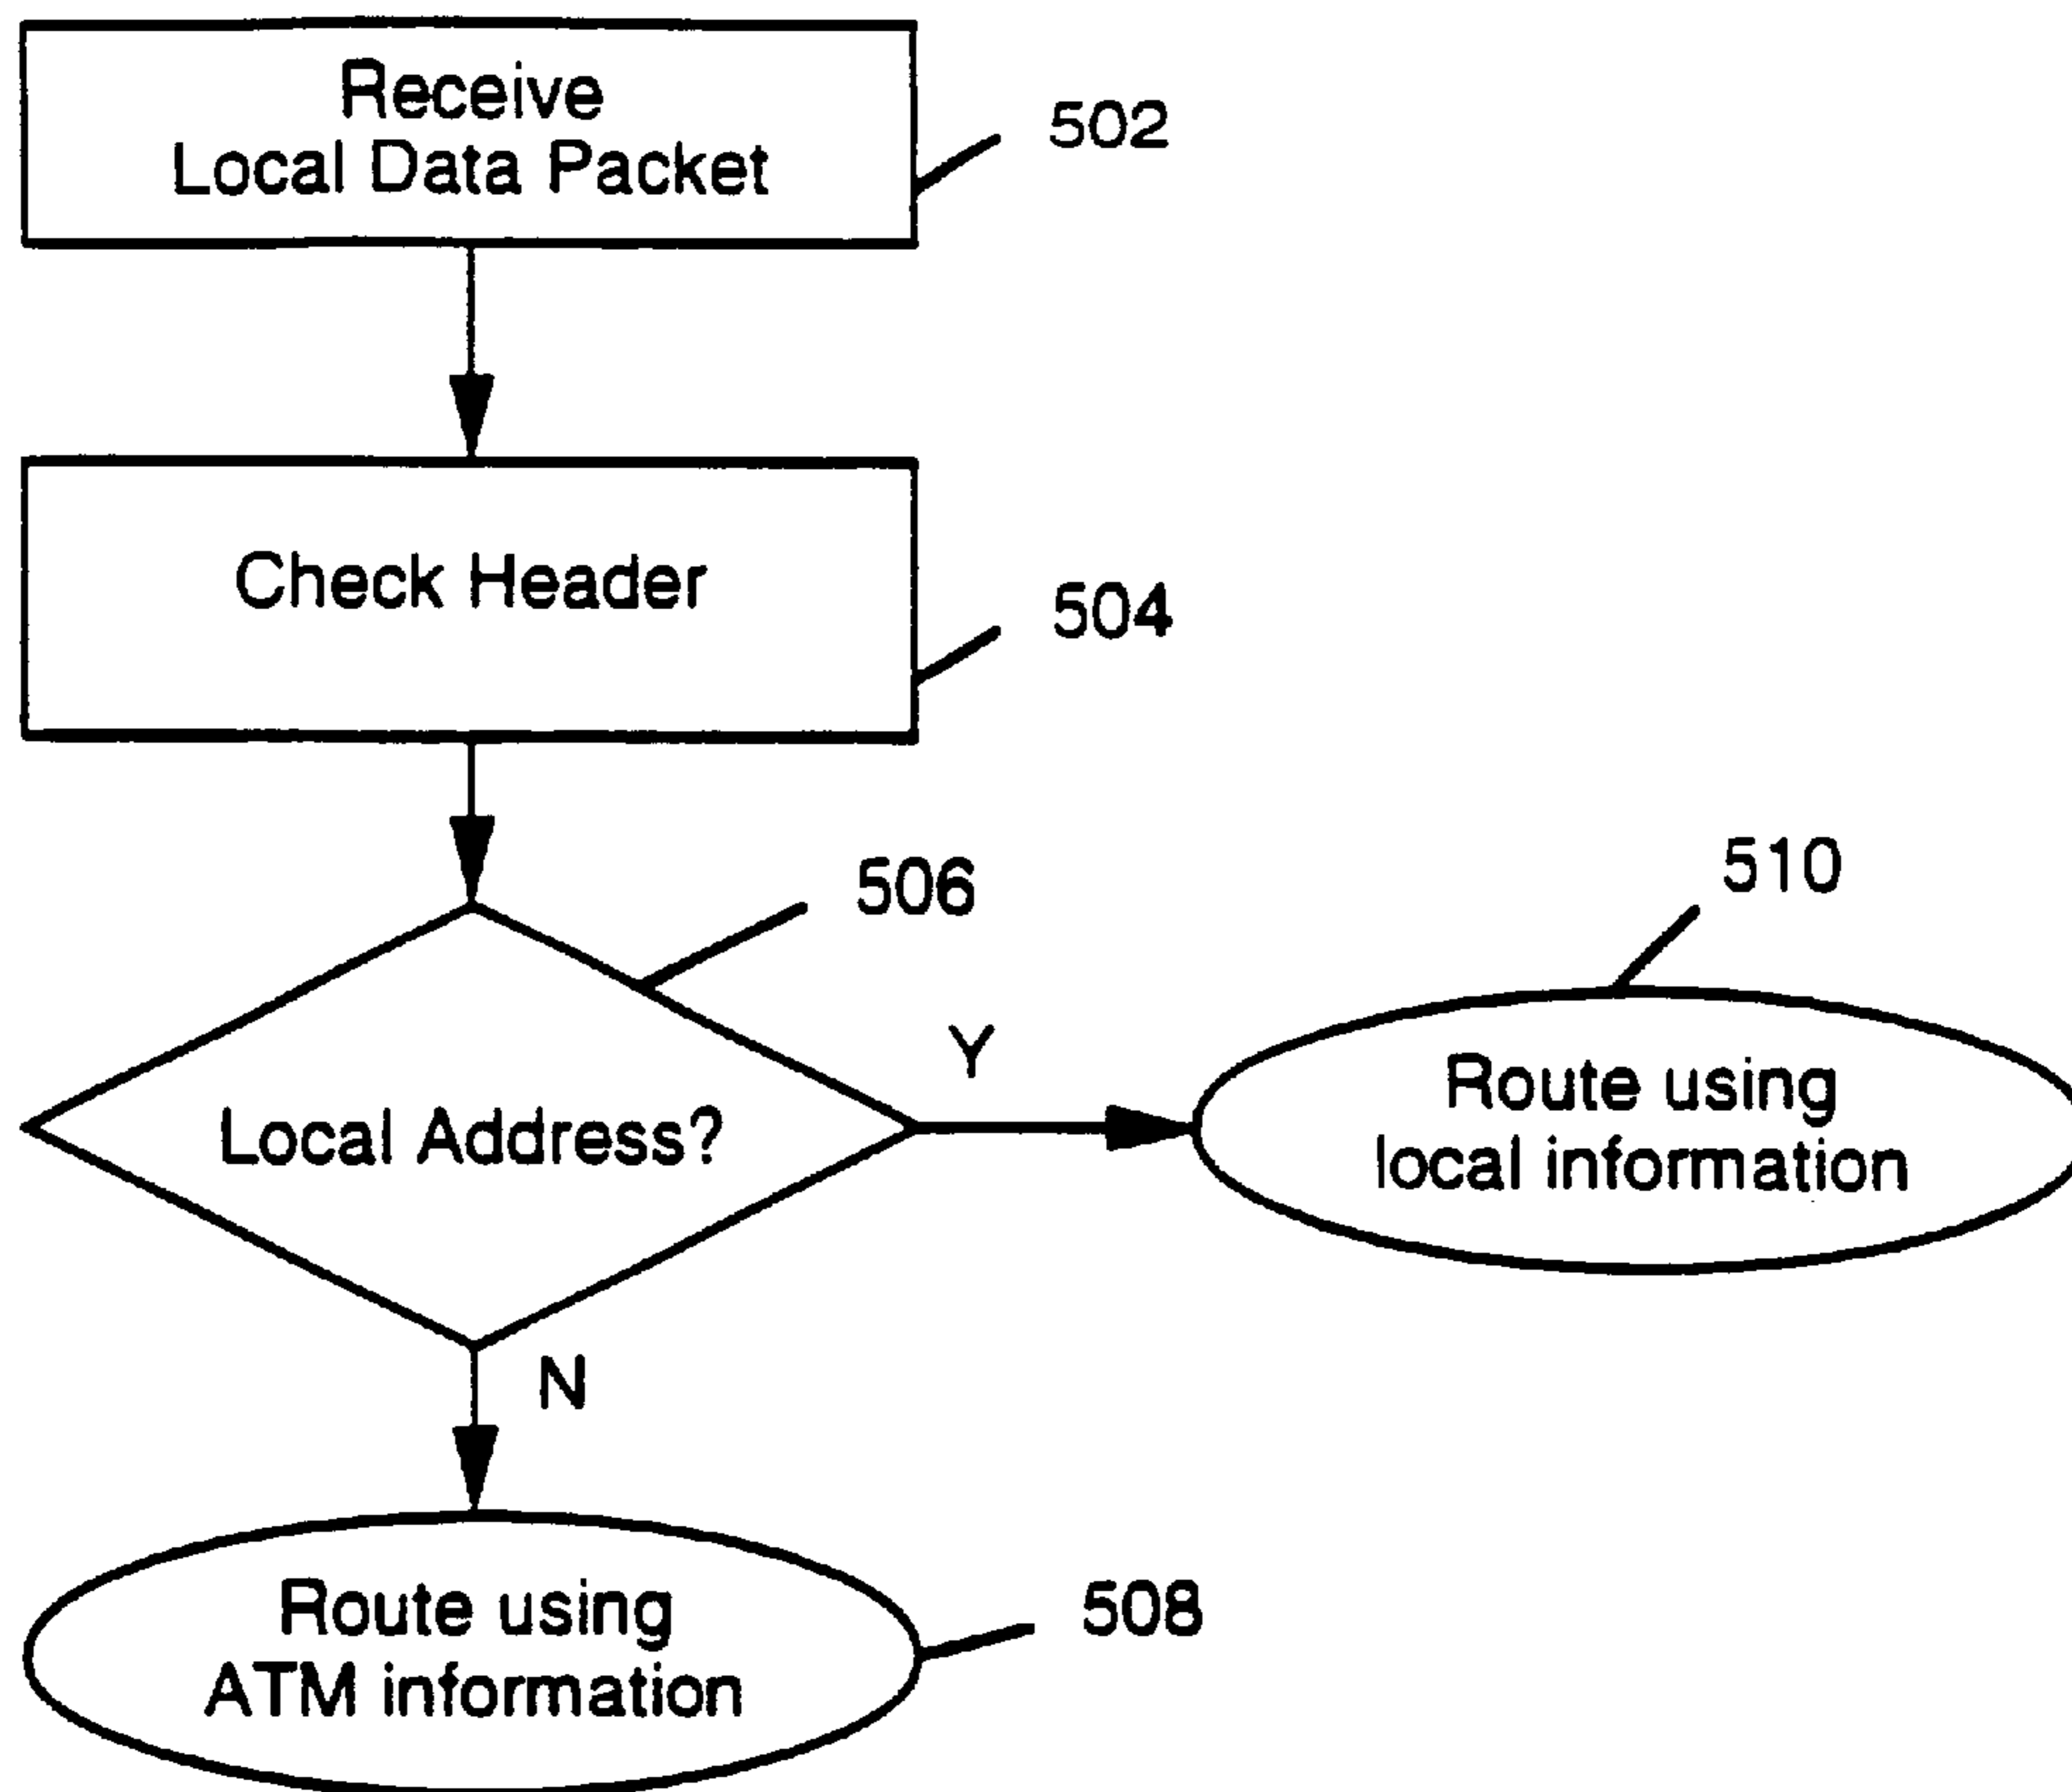 Receive
Local Data Packet
502
Check Header
504
506
510
Local Address?
Y
Route using
local information
N
Route using
ATM information
508